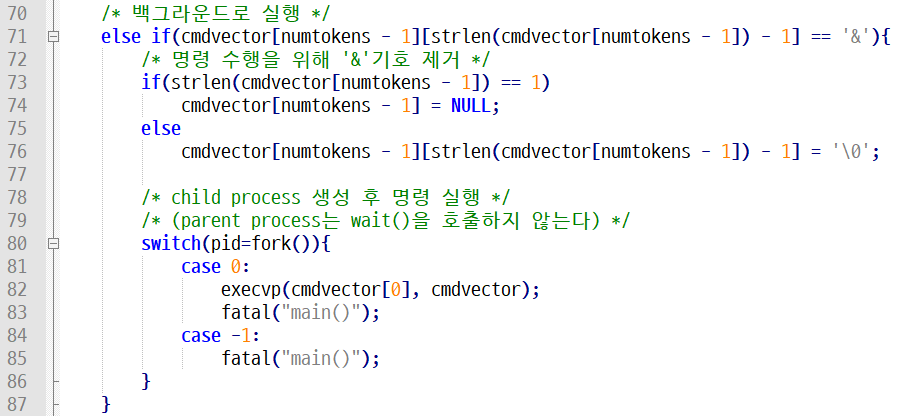 70 /* 백그라운드로 실행 */
71 else if(cmdvector[numtokens - 1][strlen(cmdvector[numtokens - 1]) - 1] == '&'){
72 /* 명령 수행을 위해 '&'기호 제거 */
73 if(strlen(cmdvector[numtokens - 1]) == 1)
74 cmdvector[numtokens - 1] = NULL;
75 else
76 cmdvector[numtokens - 1][strlen(cmdvector[numtokens - 1]) - 1] = '\0';
77
78 /* child process 생성 후 명령 실행 */
79 /* (parent process는 wait()을 호출하지 않는다) */
80 switch(pid=fork()){
81 case 0:
82 execvp(cmdvector[0], cmdvector);
83 fatal("main()");
84 case -1:
85 fatal("main()");
86 }
87 }